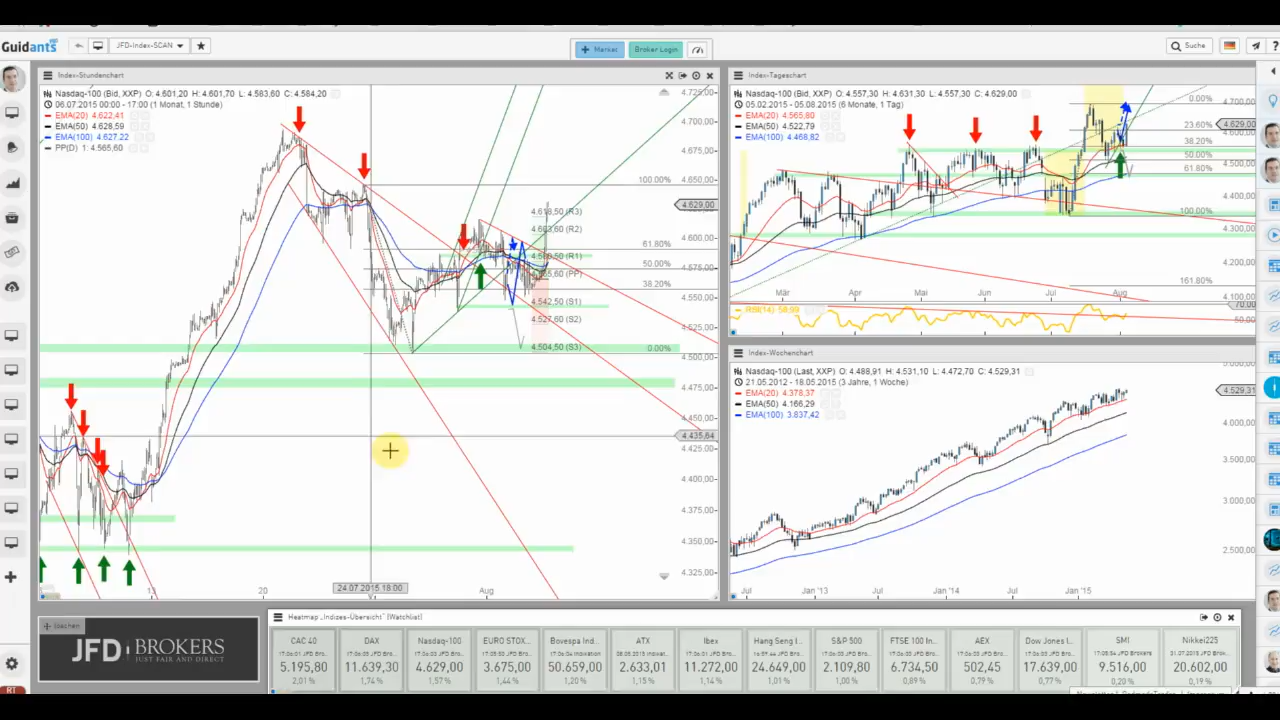 Guidants
JFD-Index-SCAN
Market
Broker Login
Suche
Index-Stundenchart
Nasdaq-100 (Bid, XXP) O: 4.601,20 H: 4.601,70 L: 4.583,60 C: 4.584,20
06.07.2015 00:00 - 17:00 (1 Monat, 1 Stunde)
EMA(20) 4.622,41
EMA(50) 4.628,59
EMA(100) 4.627,22
PP(D) 1: 4.565,60
4.725,00
4.700,00
4.675,00
4.650,00
4.629,00
4.600,00
4.575,00
4.550,00
4.525,00
4.500,00
4.475,00
4.450,00
4.435,64
4.425,00
4.400,00
4.375,00
4.350,00
4.325,00
100.00%
61.80%
50.00%
38.20%
0.00%
(R3)
(R2)
(R1)
(PP)
4.542,50 (S1)
4.527,60 (S2)
4.504,50 (S3)
20
24.07.2015 18:00
Aug
Index-Tageschart
Nasdaq-100 (Bid, XXP) O: 4.557,30 H: 4.631,30 L: 4.557,30 C: 4.629,00
05.02.2015 - 05.08.2015 (6 Monate, 1 Tag)
EMA(20) 4.565,80
EMA(50) 4.522,79
EMA(100) 4.468,82
0.00%
23.60%
38.20%
50.00%
61.80%
100.00%
161.80%
4.700,00
4.629,00
4.600,00
4.500,00
4.400,00
4.300,00
4.200,00
4.100,00
Mär
Apr
Mai
Jun
Jul
Aug
RSI(14) 58,99
70,00
50,00
Index-Wochenchart
Nasdaq-100 (Last, XXP) O: 4.488,91 H: 4.531,10 L: 4.472,70 C: 4.529,31
21.05.2012 - 18.05.2015 (3 Jahre, 1 Woche)
EMA(20) 4.378,37
EMA(50) 4.166,29
EMA(100) 3.837,42
4.529,31
4.000,00
3.500,00
3.000,00
2.500,00
Jul
Jan '13
Jul
Jan '14
Jul
Jan '15
löschen
JFD BROKERS
JUST FAIR AND DIRECT
Heatmap „Indizes-Übersicht" (Watchlist)
CAC 40
5.195,80
2,01 %
DAX
11.639,30
1,74 %
Nasdaq-100
4.629,00
1,57 %
EURO STOX...
3.675,00
1,44 %
Bovespa Ind...
50.659,00
1,20 %
ATX
2.633,01
1,15 %
Ibex
11.272,00
1,14 %
Hang Seng I...
24.649,00
1,01 %
S&P 500
2.109,80
1,00 %
FTSE 100 In...
6.734,50
0,89 %
AEX
502,45
0,79 %
Dow Jones I...
17.639,00
0,77 %
SMI
9.516,00
0,20 %
Nikkei225
20.602,00
0,19 %
RT